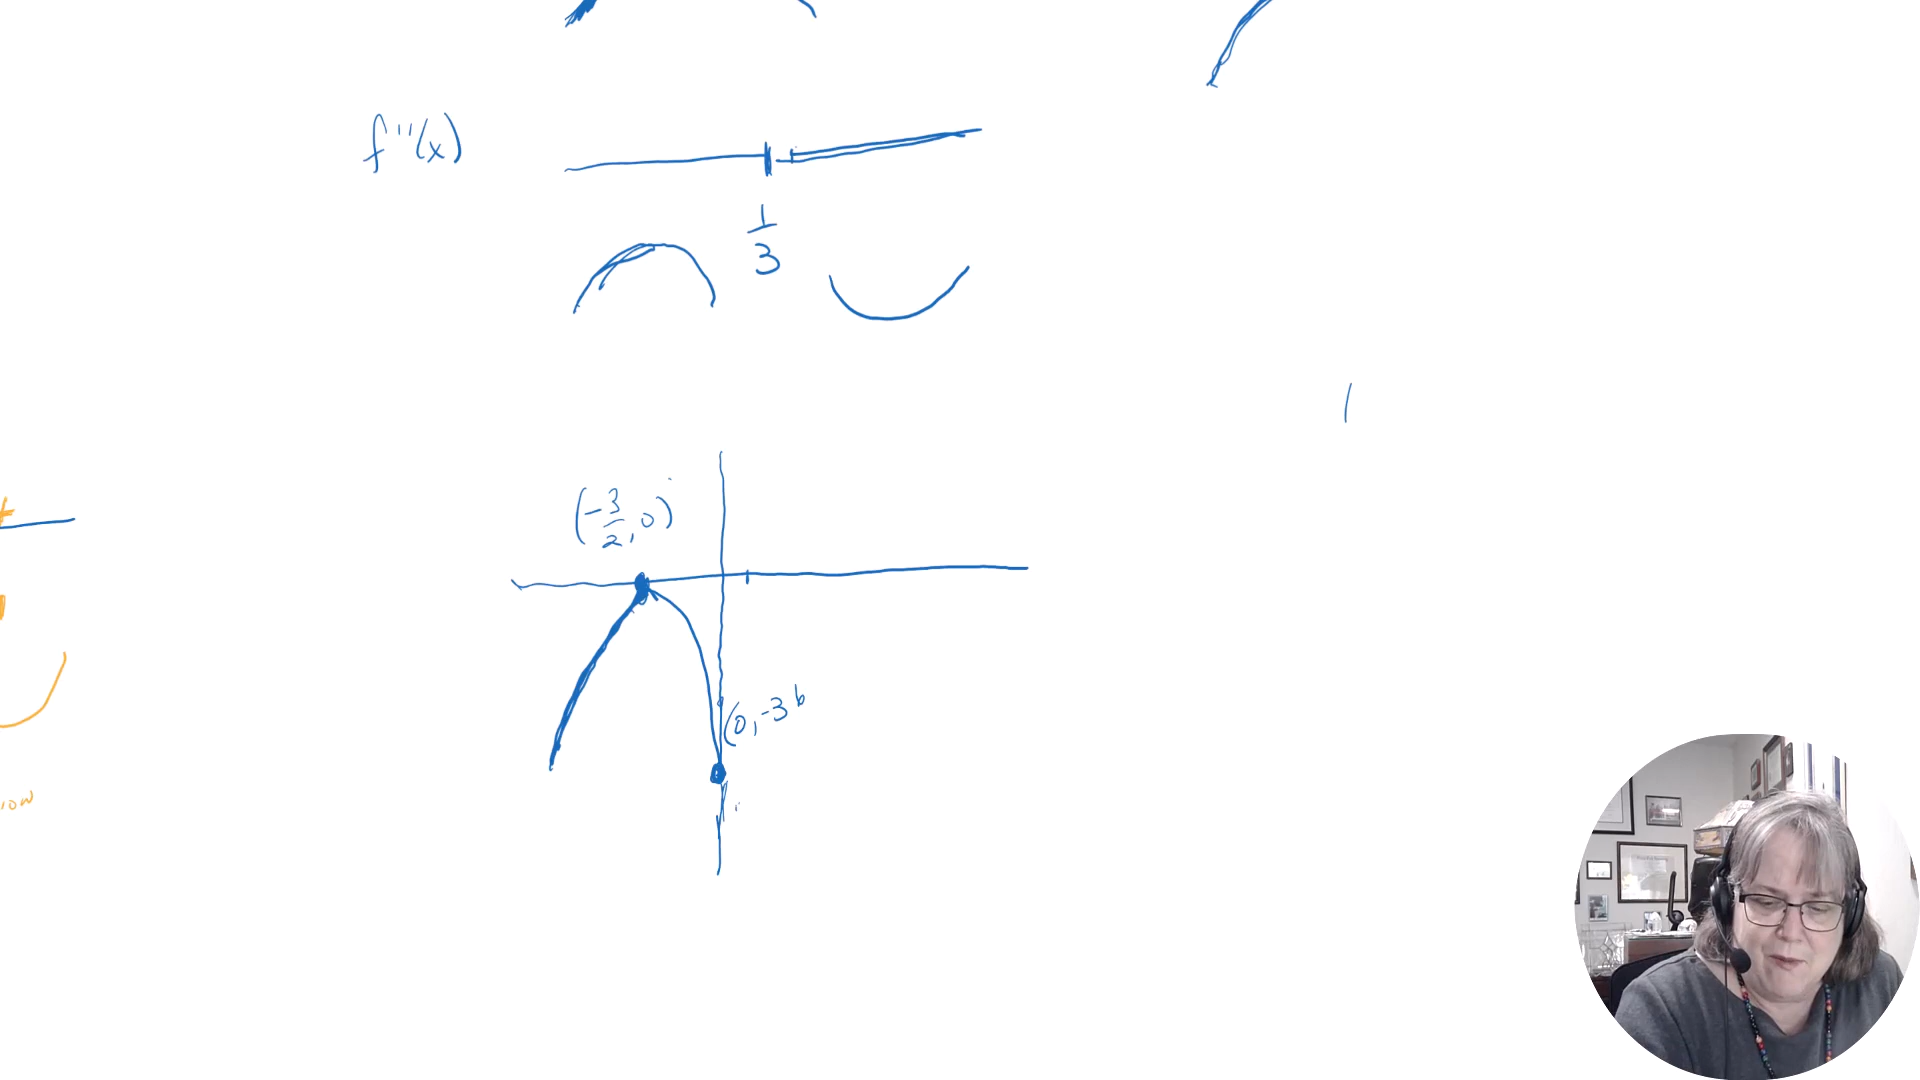 f''(x)
1/3
(-3/2, 0)
(0, -36